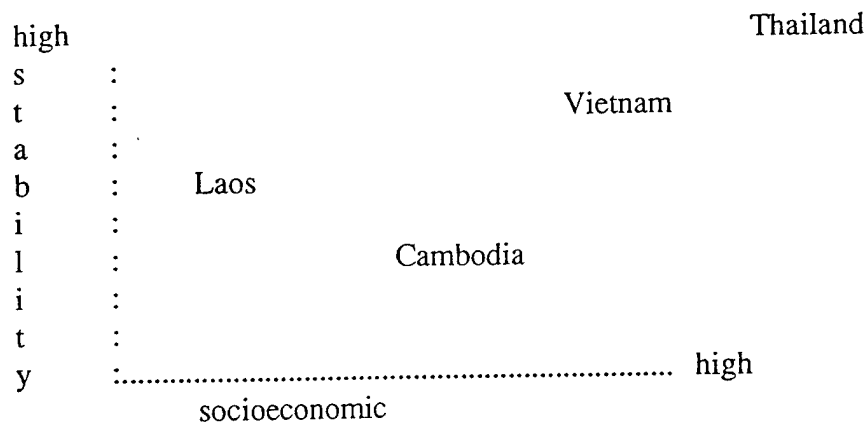 high Thailand
s :
t : Vietnam
a :
b : Laos
i :
l : Cambodia
i :
t :
y :.................................................................... high
socioeconomic